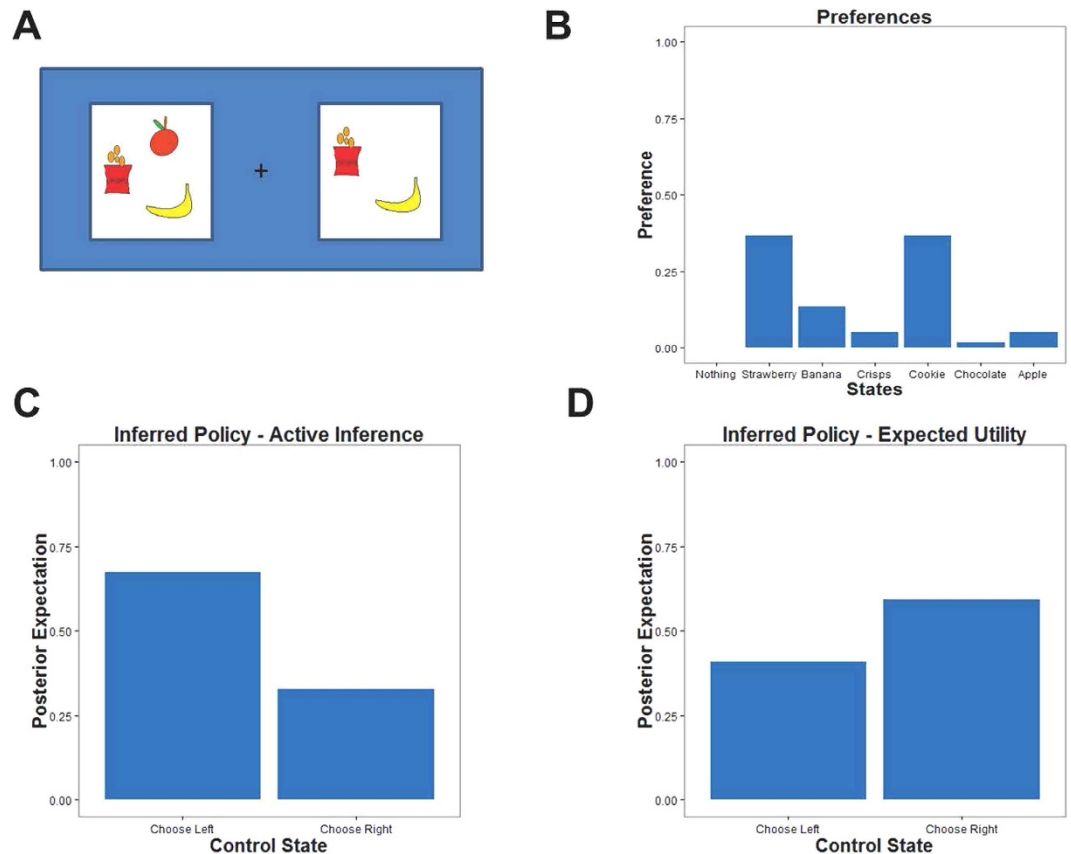 A
+
B
Preferences
1.00
0.75
0.50
0.25
0.00
Preference
Nothing Strawberry Banana Crisps Cookie Chocolate Apple
States
C
Inferred Policy - Active Inference
1.00
0.75
0.50
0.25
0.00
Posterior Expectation
Choose Left Choose Right
Control State
D
Inferred Policy - Expected Utility
1.00
0.75
0.50
0.25
0.00
Posterior Expectation
Choose Left Choose Right
Control State